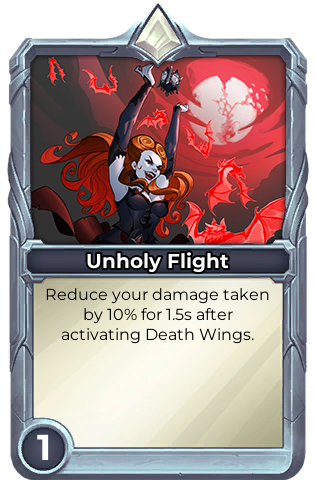 Unholy Flight
Reduce your damage taken
by 10% for 1.5s after
activating Death Wings.
1